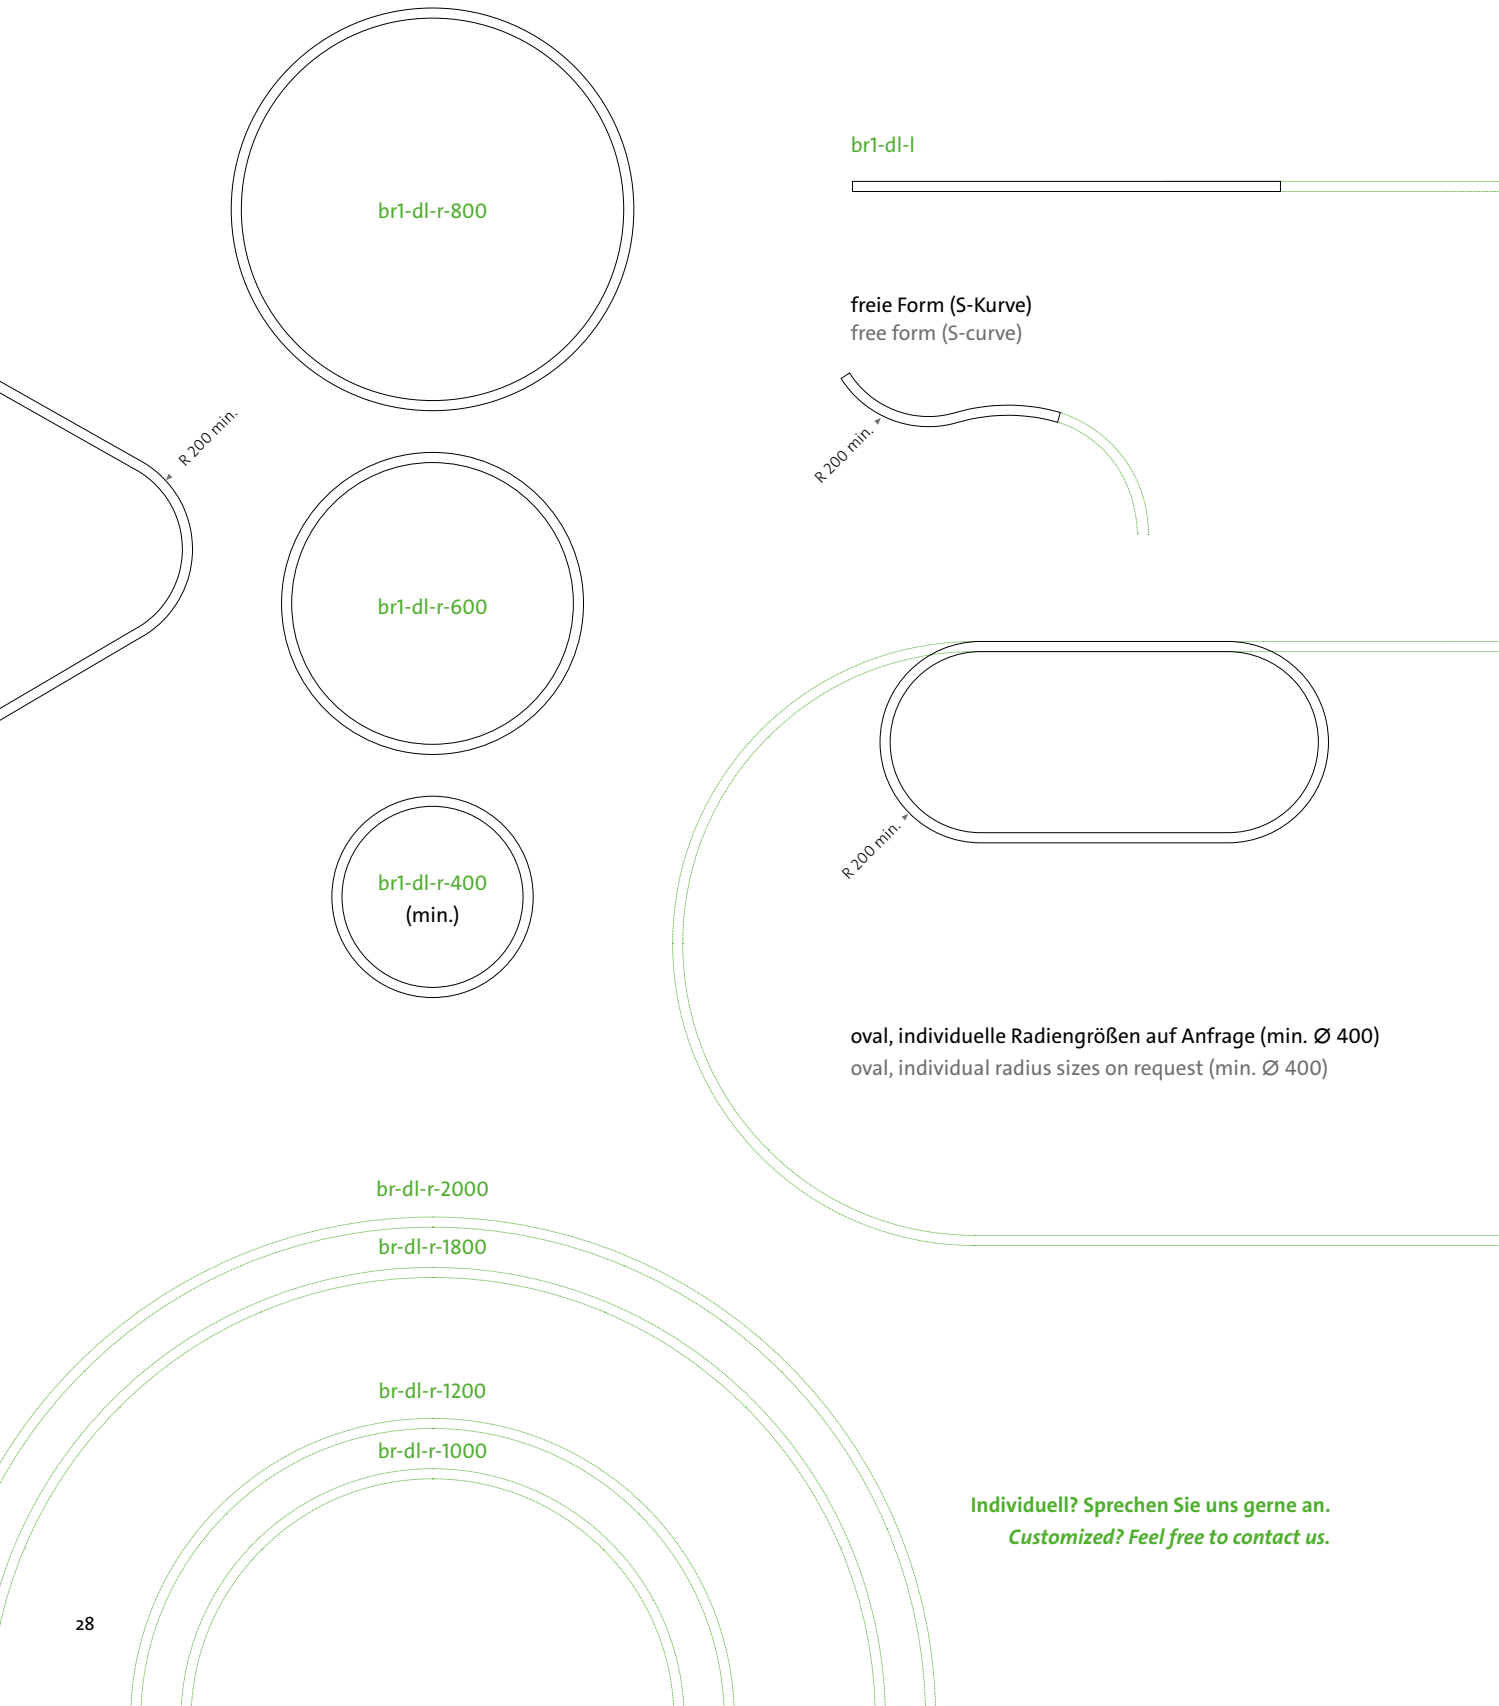 br1-dl-r-800
R 200 min.
br1-dl-r-600
br1-dl-r-400
(min.)
br1-dl-l
freie Form (S-Kurve)
free form (S-curve)
R 200 min.
R 200 min.
oval, individuelle Radiengrößen auf Anfrage (min. Ø 400)
oval, individual radius sizes on request (min. Ø 400)
br-dl-r-2000
br-dl-r-1800
br-dl-r-1200
br-dl-r-1000
Individuell? Sprechen Sie uns gerne an.
Customized? Feel free to contact us.
28